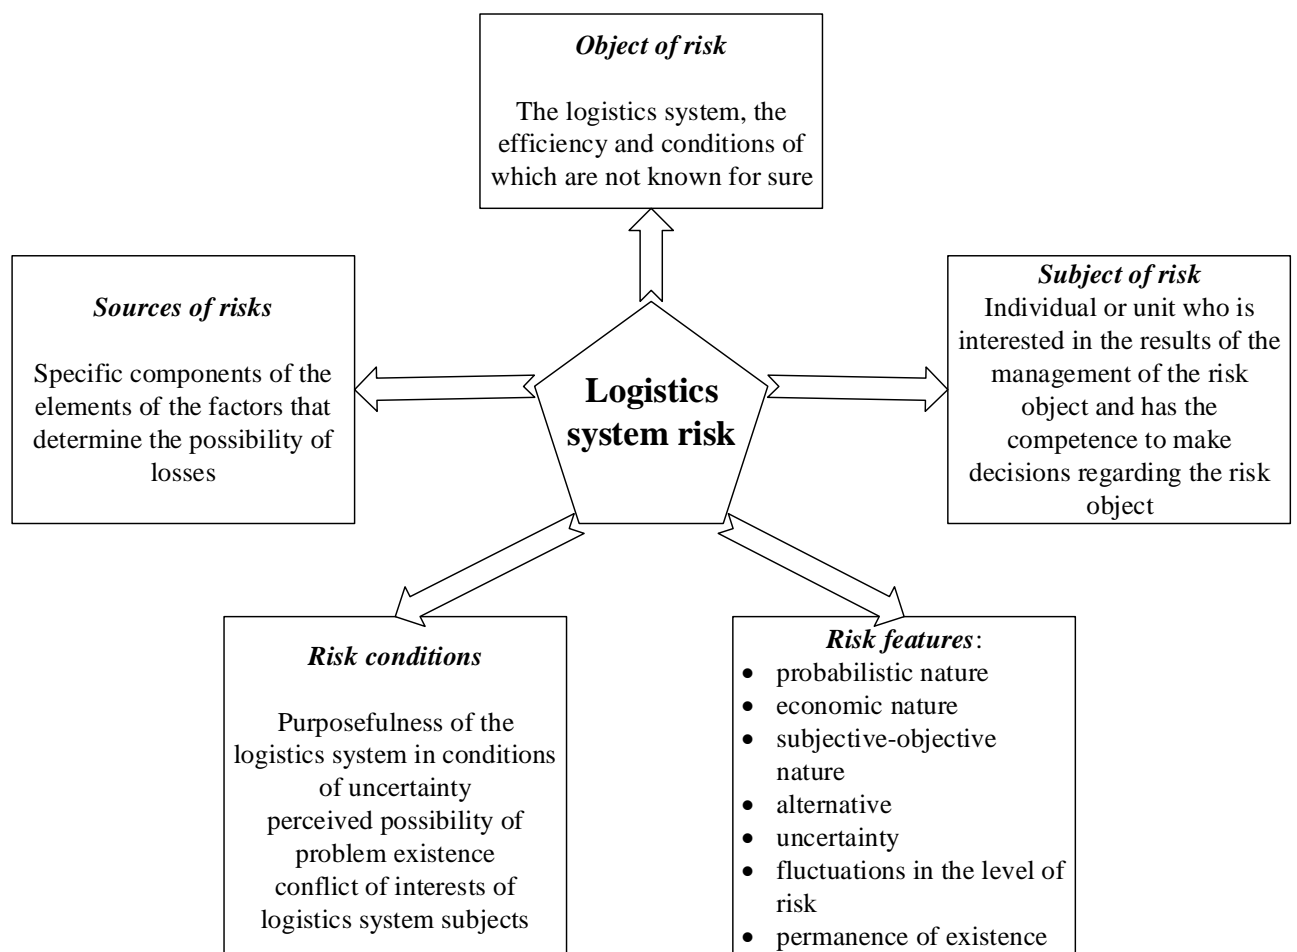 Object of risk
The logistics system, the
efficiency and conditions of
which are not known for sure
Sources of risks
Specific components of the
elements of the factors that
determine the possibility of
losses
Logistics
system risk
Subject of risk
Individual or unit who is
interested in the results of the
management of the risk
object and has the
competence to make
decisions regarding the risk
object
Risk conditions
Purposefulness of the
logistics system in conditions
of uncertainty
perceived possibility of
problem existence
conflict of interests of
logistics system subjects
Risk features:
• probabilistic nature
• economic nature
• subjective-objective
nature
• alternative
• uncertainty
• fluctuations in the level of
risk
• permanence of existence